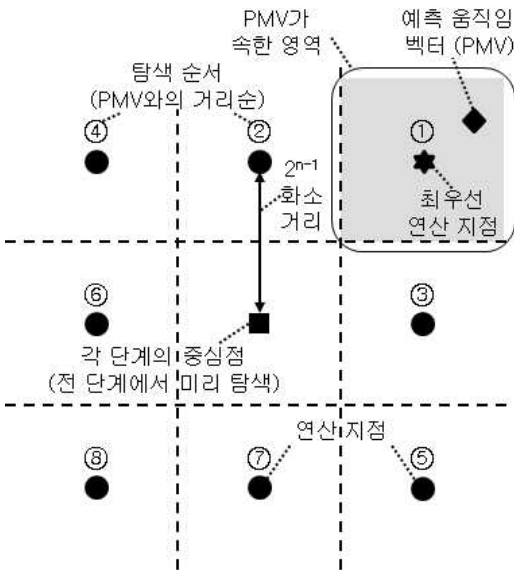 PMV가
속한 영역
예측 움직임
벡터 (PMV)
탐색 순서
(PMV와의 거리순)
④
②
①
2ⁿ⁻¹
화소
거리
최우선
연산 지점
⑥
③
각 단계의 중심점
(전 단계에서 미리 탐색)
연산 지점
⑧
⑦
⑤